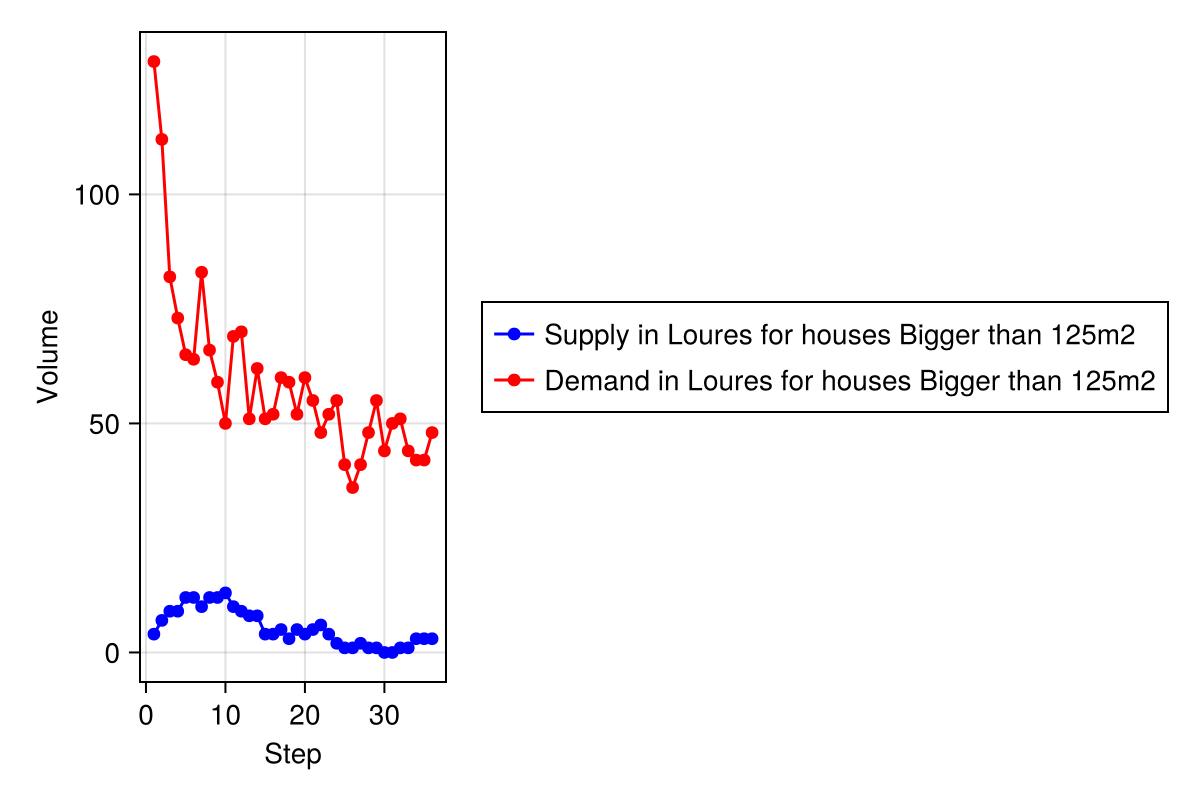 100
50
0
Volume
0 10 20 30
Step
Supply in Loures for houses Bigger than 125m2
Demand in Loures for houses Bigger than 125m2